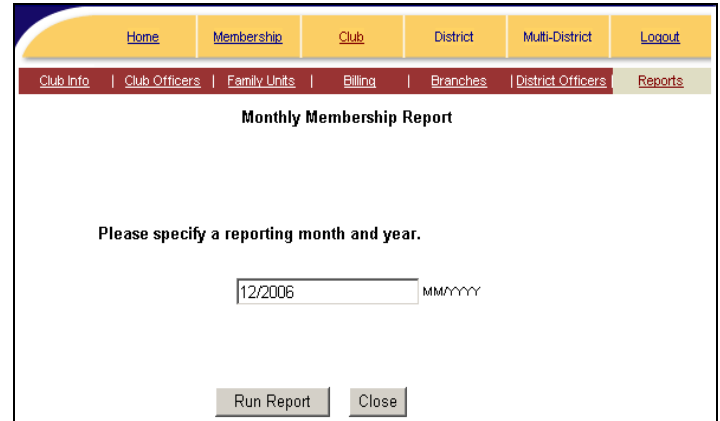 Home Membership Club District Multi-District Logout
Club Info | Club Officers | Family Units | Billing | Branches | District Officers | Reports
Monthly Membership Report
Please specify a reporting month and year.
12/2006 MM/YYYY
Run Report Close